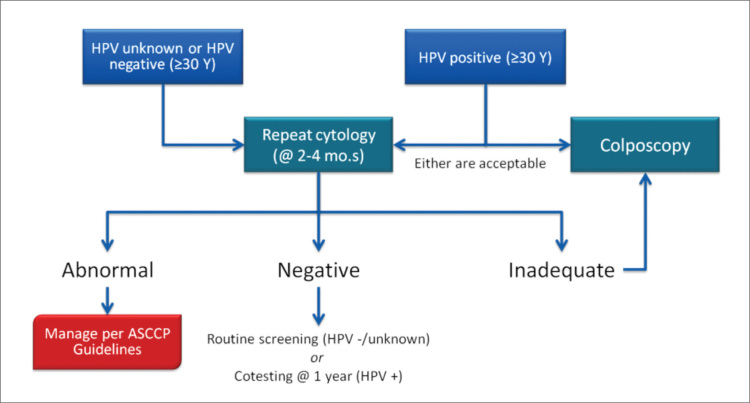 HPV unknown or HPV
negative (≥30 Y)
HPV positive (≥30 Y)
Repeat cytology
(@ 2-4 mo.s)
Either are acceptable
Colposcopy
Abnormal
Negative
Inadequate
Manage per ASCCP
Guidelines
Routine screening (HPV -/unknown)
or
Cotesting @ 1 year (HPV +)